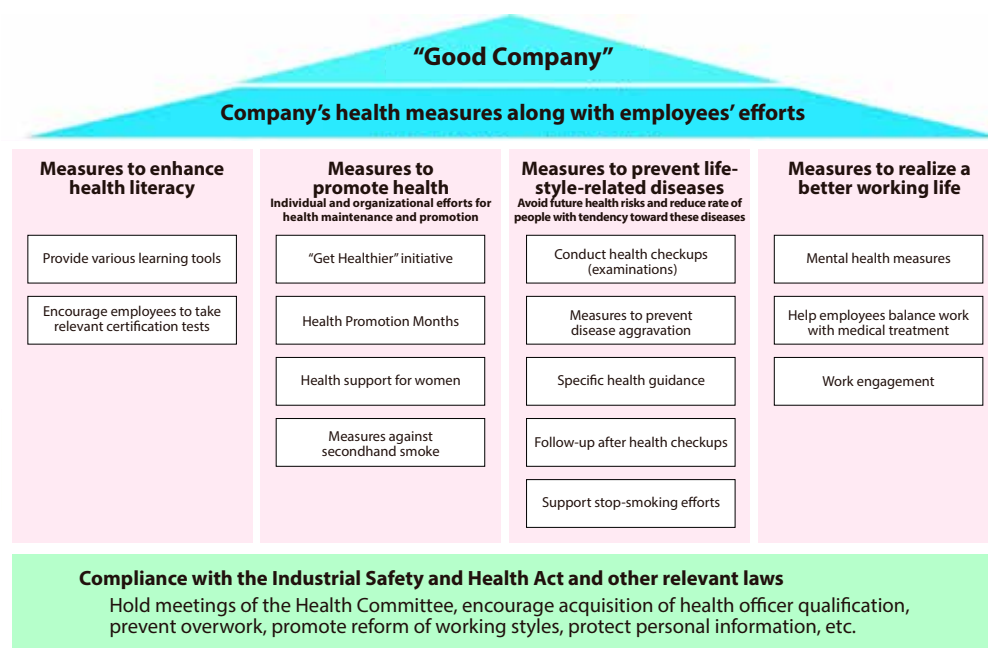 “Good Company”
Company’s health measures along with employees’ efforts
Measures to enhance
health literacy
Provide various learning tools
Encourage employees to take
relevant certification tests
Measures to
promote health
Individual and organizational efforts for
health maintenance and promotion
“Get Healthier” initiative
Health Promotion Months
Health support for women
Measures against
secondhand smoke
Measures to prevent life-
style-related diseases
Avoid future health risks and reduce rate of
people with tendency toward these diseases
Conduct health checkups
(examinations)
Measures to prevent
disease aggravation
Specific health guidance
Follow-up after health checkups
Support stop-smoking efforts
Measures to realize a
better working life
Mental health measures
Help employees balance work
with medical treatment
Work engagement
Compliance with the Industrial Safety and Health Act and other relevant laws
Hold meetings of the Health Committee, encourage acquisition of health officer qualification,
prevent overwork, promote reform of working styles, protect personal information, etc.